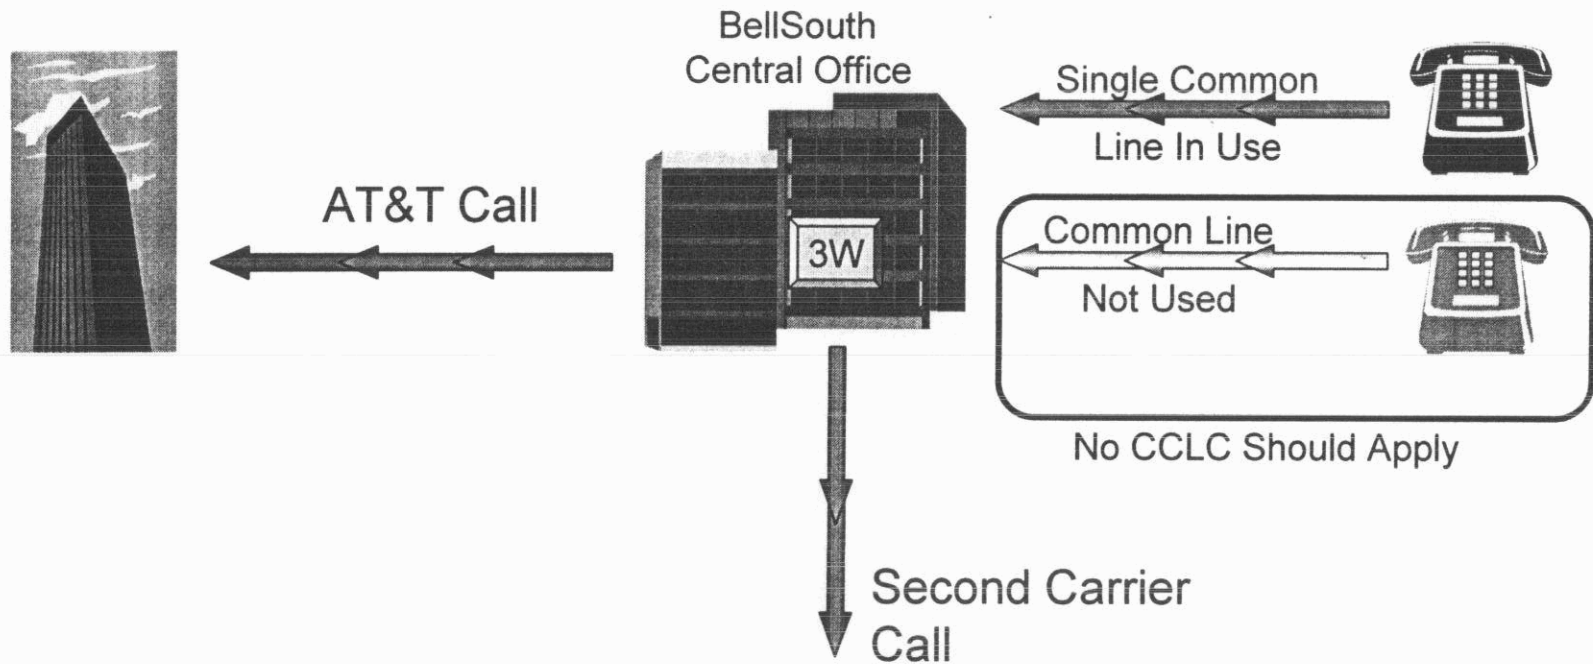 BellSouth
Central Office
Single Common
Line In Use
AT&T Call
3W
Common Line
Not Used
No CCLC Should Apply
Second Carrier
Call